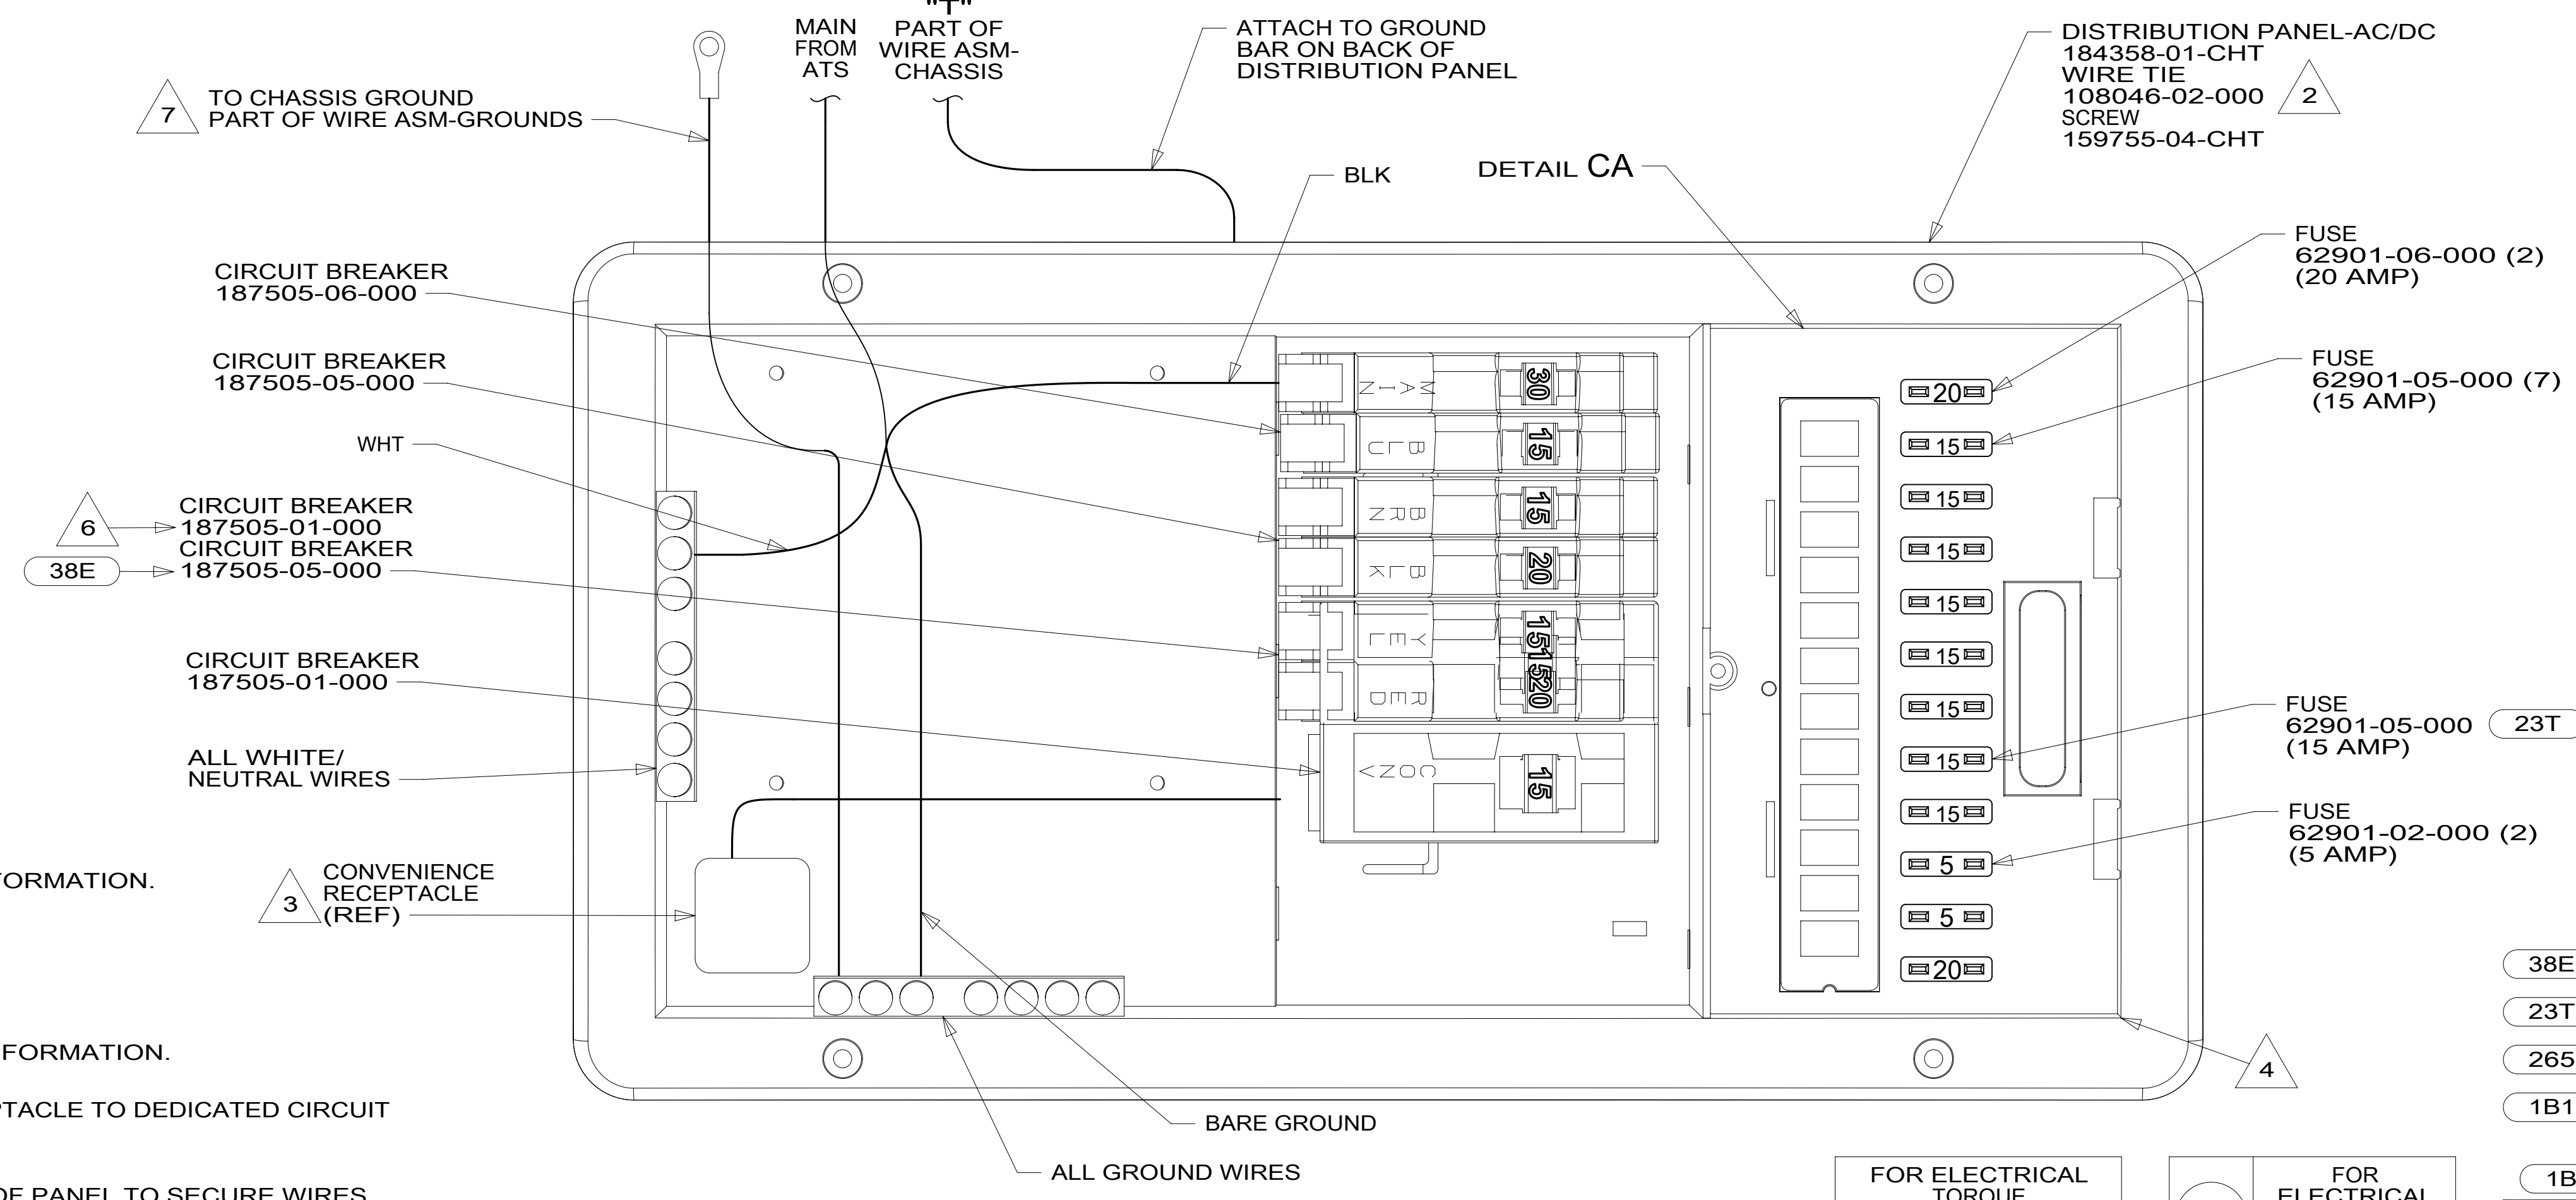 "T"
MAIN
FROM
ATS
PART OF
WIRE ASM-
CHASSIS
ATTACH TO GROUND
BAR ON BACK OF
DISTRIBUTION PANEL
DISTRIBUTION PANEL-AC/DC
184358-01-CHT
WIRE TIE
108046-02-000
SCREW
159755-04-CHT
2
7
TO CHASSIS GROUND
PART OF WIRE ASM-GROUNDS
BLK
DETAIL CA
FUSE
62901-06-000 (2)
(20 AMP)
CIRCUIT BREAKER
187505-06-000
CIRCUIT BREAKER
187505-05-000
FUSE
62901-05-000 (7)
(15 AMP)
WHT
6
CIRCUIT BREAKER
187505-01-000
38E
CIRCUIT BREAKER
187505-05-000
CIRCUIT BREAKER
187505-01-000
ALL WHITE/
NEUTRAL WIRES
3
CONVENIENCE
RECEPTACLE
(REF)
MAIN
30
BLU
15
BRN
15
BLK
20
YEL
15
15
RED
20
CONV
15
20
15
15
15
15
15
15
15
15
5
5
20
FUSE
62901-05-000
(15 AMP)
23T
FUSE
62901-02-000 (2)
(5 AMP)
4
BARE GROUND
ALL GROUND WIRES
FORMATION.
FORMATION.
PTACLE TO DEDICATED CIRCUIT
OF PANEL TO SECURE WIRES
38E
23T
265
1B1
1B
FOR ELECTRICAL
TORQUE
FOR
ELECTRICAL